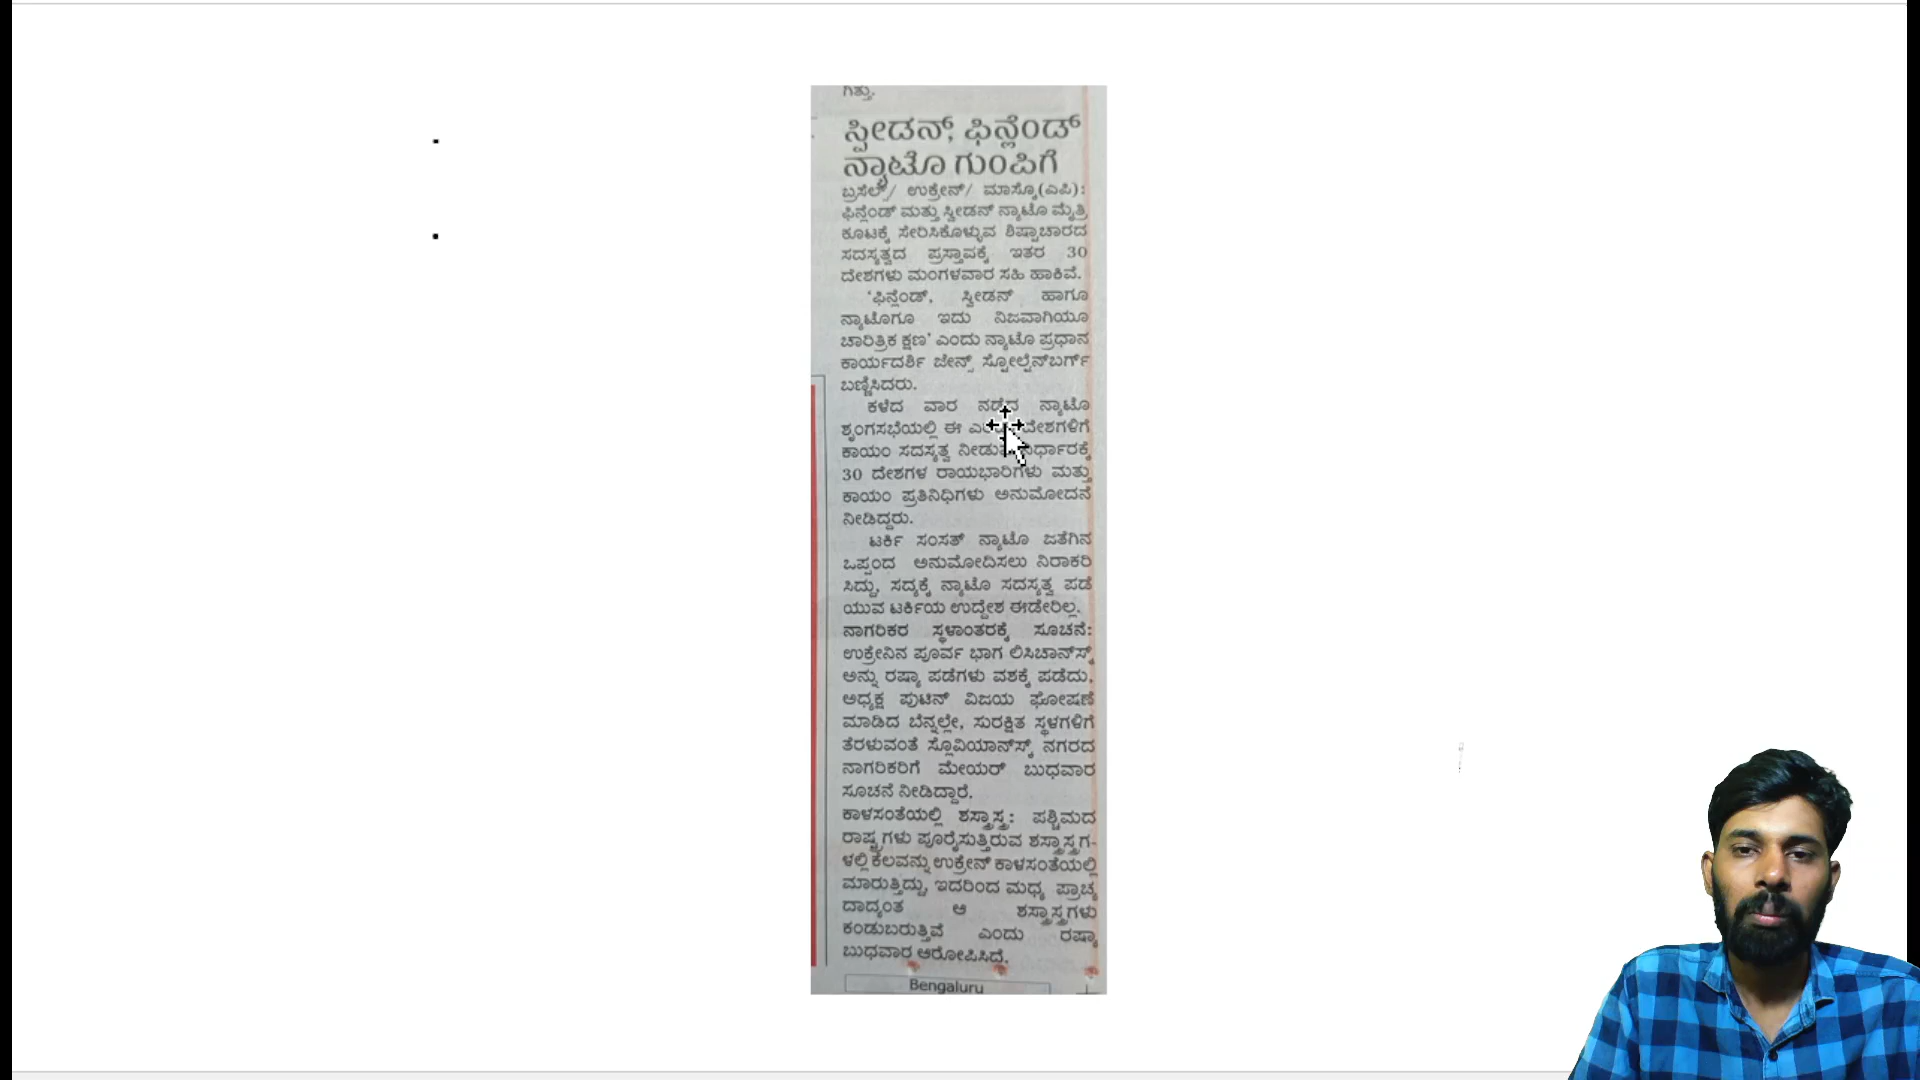 ಗಿತ್ತು.
ಸ್ವೀಡನ್, ಫಿನ್ಲೆಂಡ್
ನ್ಯಾಟೊ ಗುಂಪಿಗೆ
ಬ್ರಸೆಲ್ಸ್/ ಉಕ್ರೇನ್/ ಮಾಸ್ಕೊ(ಎಪಿ):
ಫಿನ್ಲೆಂಡ್ ಮತ್ತು ಸ್ವೀಡನ್ ನ್ಯಾಟೊ ಮೈತ್ರಿ
ಕೂಟಕ್ಕೆ ಸೇರಿಸಿಕೊಳ್ಳುವ ಶಿಷ್ಟಾಚಾರದ
ಸದಸ್ಯತ್ವದ ಪ್ರಸ್ತಾವಕ್ಕೆ ಇತರ 30
ದೇಶಗಳು ಮಂಗಳವಾರ ಸಹಿ ಹಾಕಿವೆ.
‘ಫಿನ್ಲೆಂಡ್, ಸ್ವೀಡನ್ ಹಾಗೂ
ನ್ಯಾಟೊಗೂ ಇದು ನಿಜವಾಗಿಯೂ
ಚಾರಿತ್ರಿಕ ಕ್ಷಣ’ ಎಂದು ನ್ಯಾಟೊ ಪ್ರಧಾನ
ಕಾರ್ಯದರ್ಶಿ ಜೇನ್ಸ್ ಸ್ಟೋಲ್ಟೆನ್‌ಬರ್ಗ್
ಬಣ್ಣಿಸಿದರು.
ಕಳೆದ ವಾರ ನಡೆದ ನ್ಯಾಟೊ
ಶೃಂಗಸಭೆಯಲ್ಲಿ ಈ ದೇಶಗಳಿಗೆ
ಕಾಯಂ ಸದಸ್ಯತ್ವ ನೀಡುವ ನಿರ್ಧಾರಕ್ಕೆ
30 ದೇಶಗಳ ರಾಯಭಾರಿಗಳು ಮತ್ತು
ಕಾಯಂ ಪ್ರತಿನಿಧಿಗಳು ಅನುಮೋದನೆ
ನೀಡಿದ್ದರು.
ಟರ್ಕಿ ಸಂಸತ್ ನ್ಯಾಟೊ ಜತೆಗಿನ
ಒಪ್ಪಂದ ಅನುಮೋದಿಸಲು ನಿರಾಕರಿ
ಸಿದ್ದು, ಸದ್ಯಕ್ಕೆ ನ್ಯಾಟೊ ಸದಸ್ಯತ್ವ ಪಡೆ
ಯುವ ಟರ್ಕಿಯ ಉದ್ದೇಶ ಈಡೇರಿಲ್ಲ.
ನಾಗರಿಕರ ಸ್ಥಳಾಂತರಕ್ಕೆ ಸೂಚನೆ:
ಉಕ್ರೇನಿನ ಪೂರ್ವ ಭಾಗ ಲಿಸಿಚಾನ್‌ಸ್ಕ್
ಅನ್ನು ರಷ್ಯಾ ಪಡೆಗಳು ವಶಕ್ಕೆ ಪಡೆದು,
ಅಧ್ಯಕ್ಷ ಪುಟಿನ್ ವಿಜಯ ಘೋಷಣೆ
ಮಾಡಿದ ಬೆನ್ನಲ್ಲೇ, ಸುರಕ್ಷಿತ ಸ್ಥಳಗಳಿಗೆ
ತೆರಳುವಂತೆ ಸ್ಲೊವಿಯಾನ್‌ಸ್ಕ್ ನಗರದ
ನಾಗರಿಕರಿಗೆ ಮೇಯರ್ ಬುಧವಾರ
ಸೂಚನೆ ನೀಡಿದ್ದಾರೆ.
ಕಾಳಸಂತೆಯಲ್ಲಿ ಶಸ್ತ್ರಾಸ್ತ್ರ: ಪಶ್ಚಿಮದ
ರಾಷ್ಟ್ರಗಳು ಪೂರೈಸುತ್ತಿರುವ ಶಸ್ತ್ರಾಸ್ತ್ರಗ-
ಳಲ್ಲಿ ಕೆಲವನ್ನು ಉಕ್ರೇನ್ ಕಾಳಸಂತೆಯಲ್ಲಿ
ಮಾರುತ್ತಿದ್ದು, ಇದರಿಂದ ಮಧ್ಯ ಪ್ರಾಚ್ಯ
ದಾದ್ಯಂತ ಆ ಶಸ್ತ್ರಾಸ್ತ್ರಗಳು
ಕಂಡುಬರುತ್ತಿವೆ ಎಂದು ರಷ್ಯಾ
ಬುಧವಾರ ಆರೋಪಿಸಿದೆ.
Bengaluru